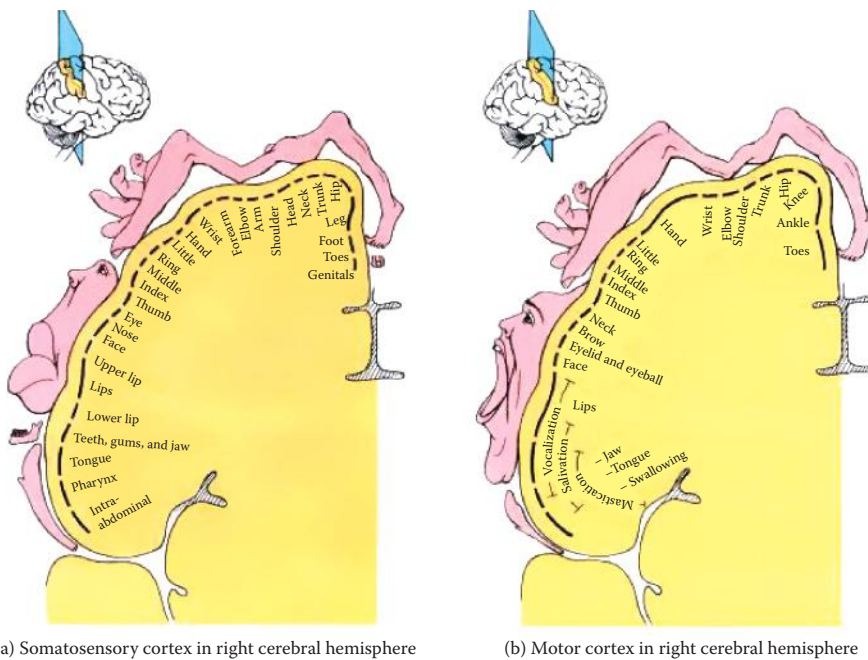 Hip
Trunk
Neck
Head
Shoulder
Arm
Elbow
Forearm
Wrist
Hand
Little
Ring
Middle
Index
Thumb
Eye
Nose
Face
Upper lip
Lips
Lower lip
Teeth, gums, and jaw
Tongue
Pharynx
Intra-
abdominal
Leg
Foot
Toes
Genitals
a) Somatosensory cortex in right cerebral hemisphere
Hip
Knee
Trunk
Shoulder
Elbow
Wrist
Hand
Little
Ring
Middle
Index
Thumb
Neck
Brow
Eyelid and eyeball
Face
Lips
Vocalization
Salivation
Mastication
– Jaw
–Tongue
– Swallowing
Ankle
Toes
(b) Motor cortex in right cerebral hemisphere